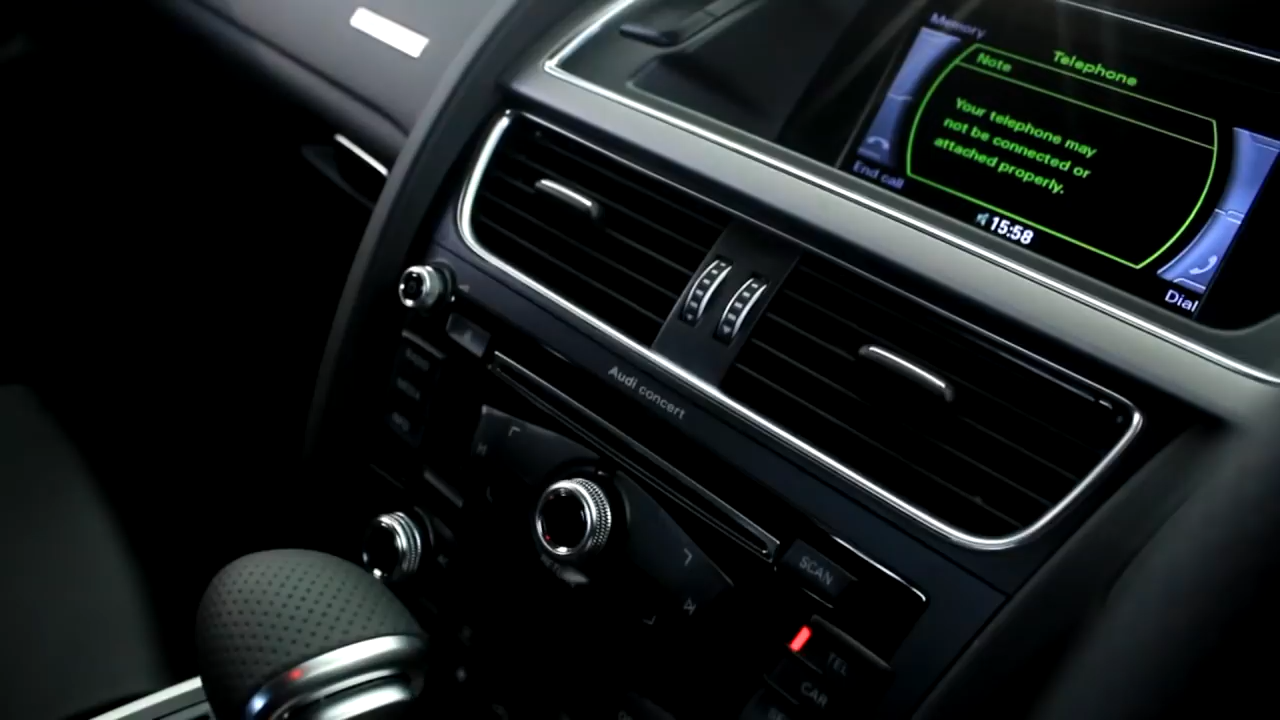 Memory
Telephone
Note
Your telephone may
not be connected or
attached properly.
End call
15:58
Dial
Audi concert
SCAN
TEL
CAR